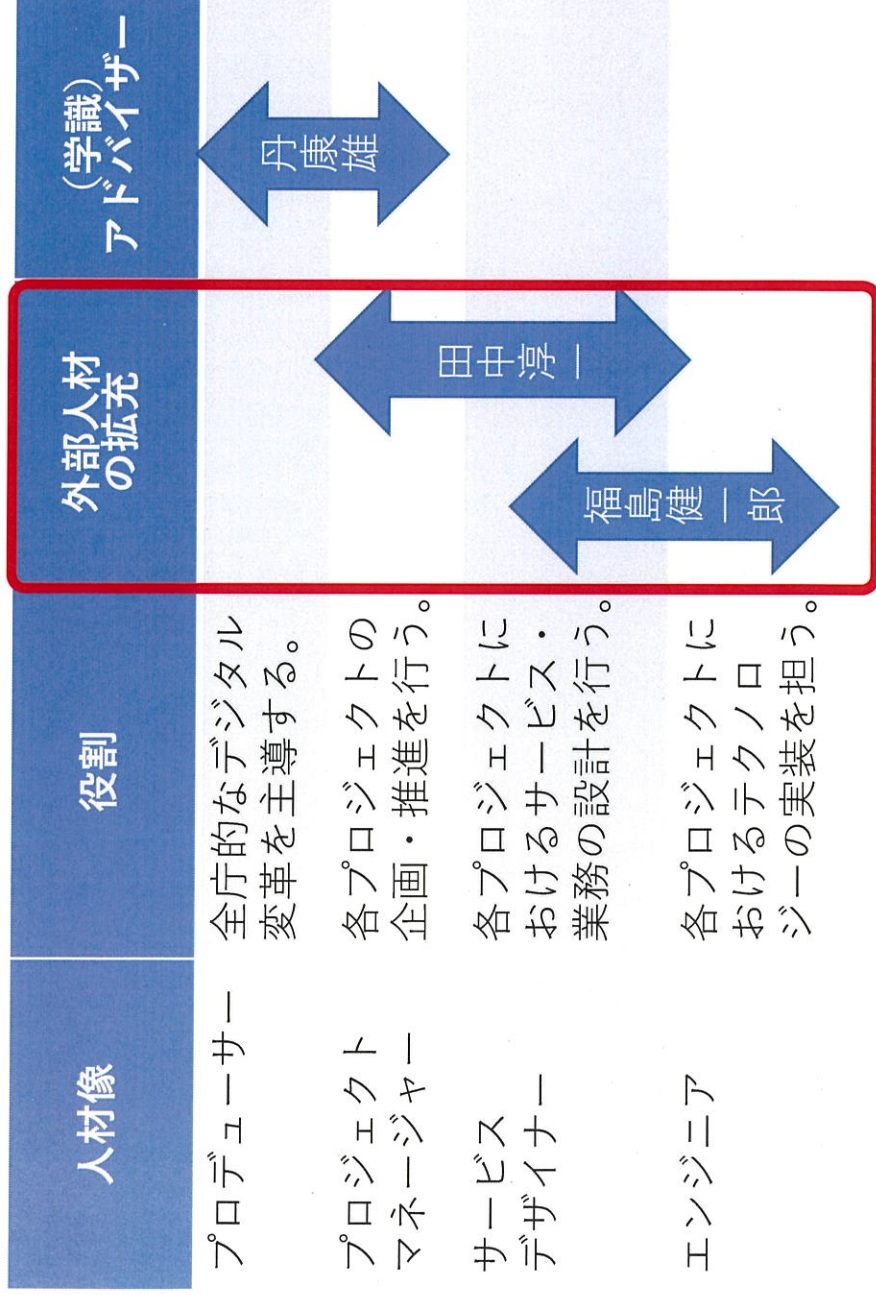 人材像
役割
外部人材
の拡充
(学識)
アドバイザー
プロデューサー
全庁的なデジタル
変革を主導する。
プロジェクト
マネージャー
各プロジェクトの
企画・推進を行う。
サービス
デザイナー
各プロジェクトに
おけるサービス・
業務の設計を行う。
エンジニア
各プロジェクトに
おけるテクノロ
ジーの実装を担う。
福島健一郎
田中淳一
丹康雄